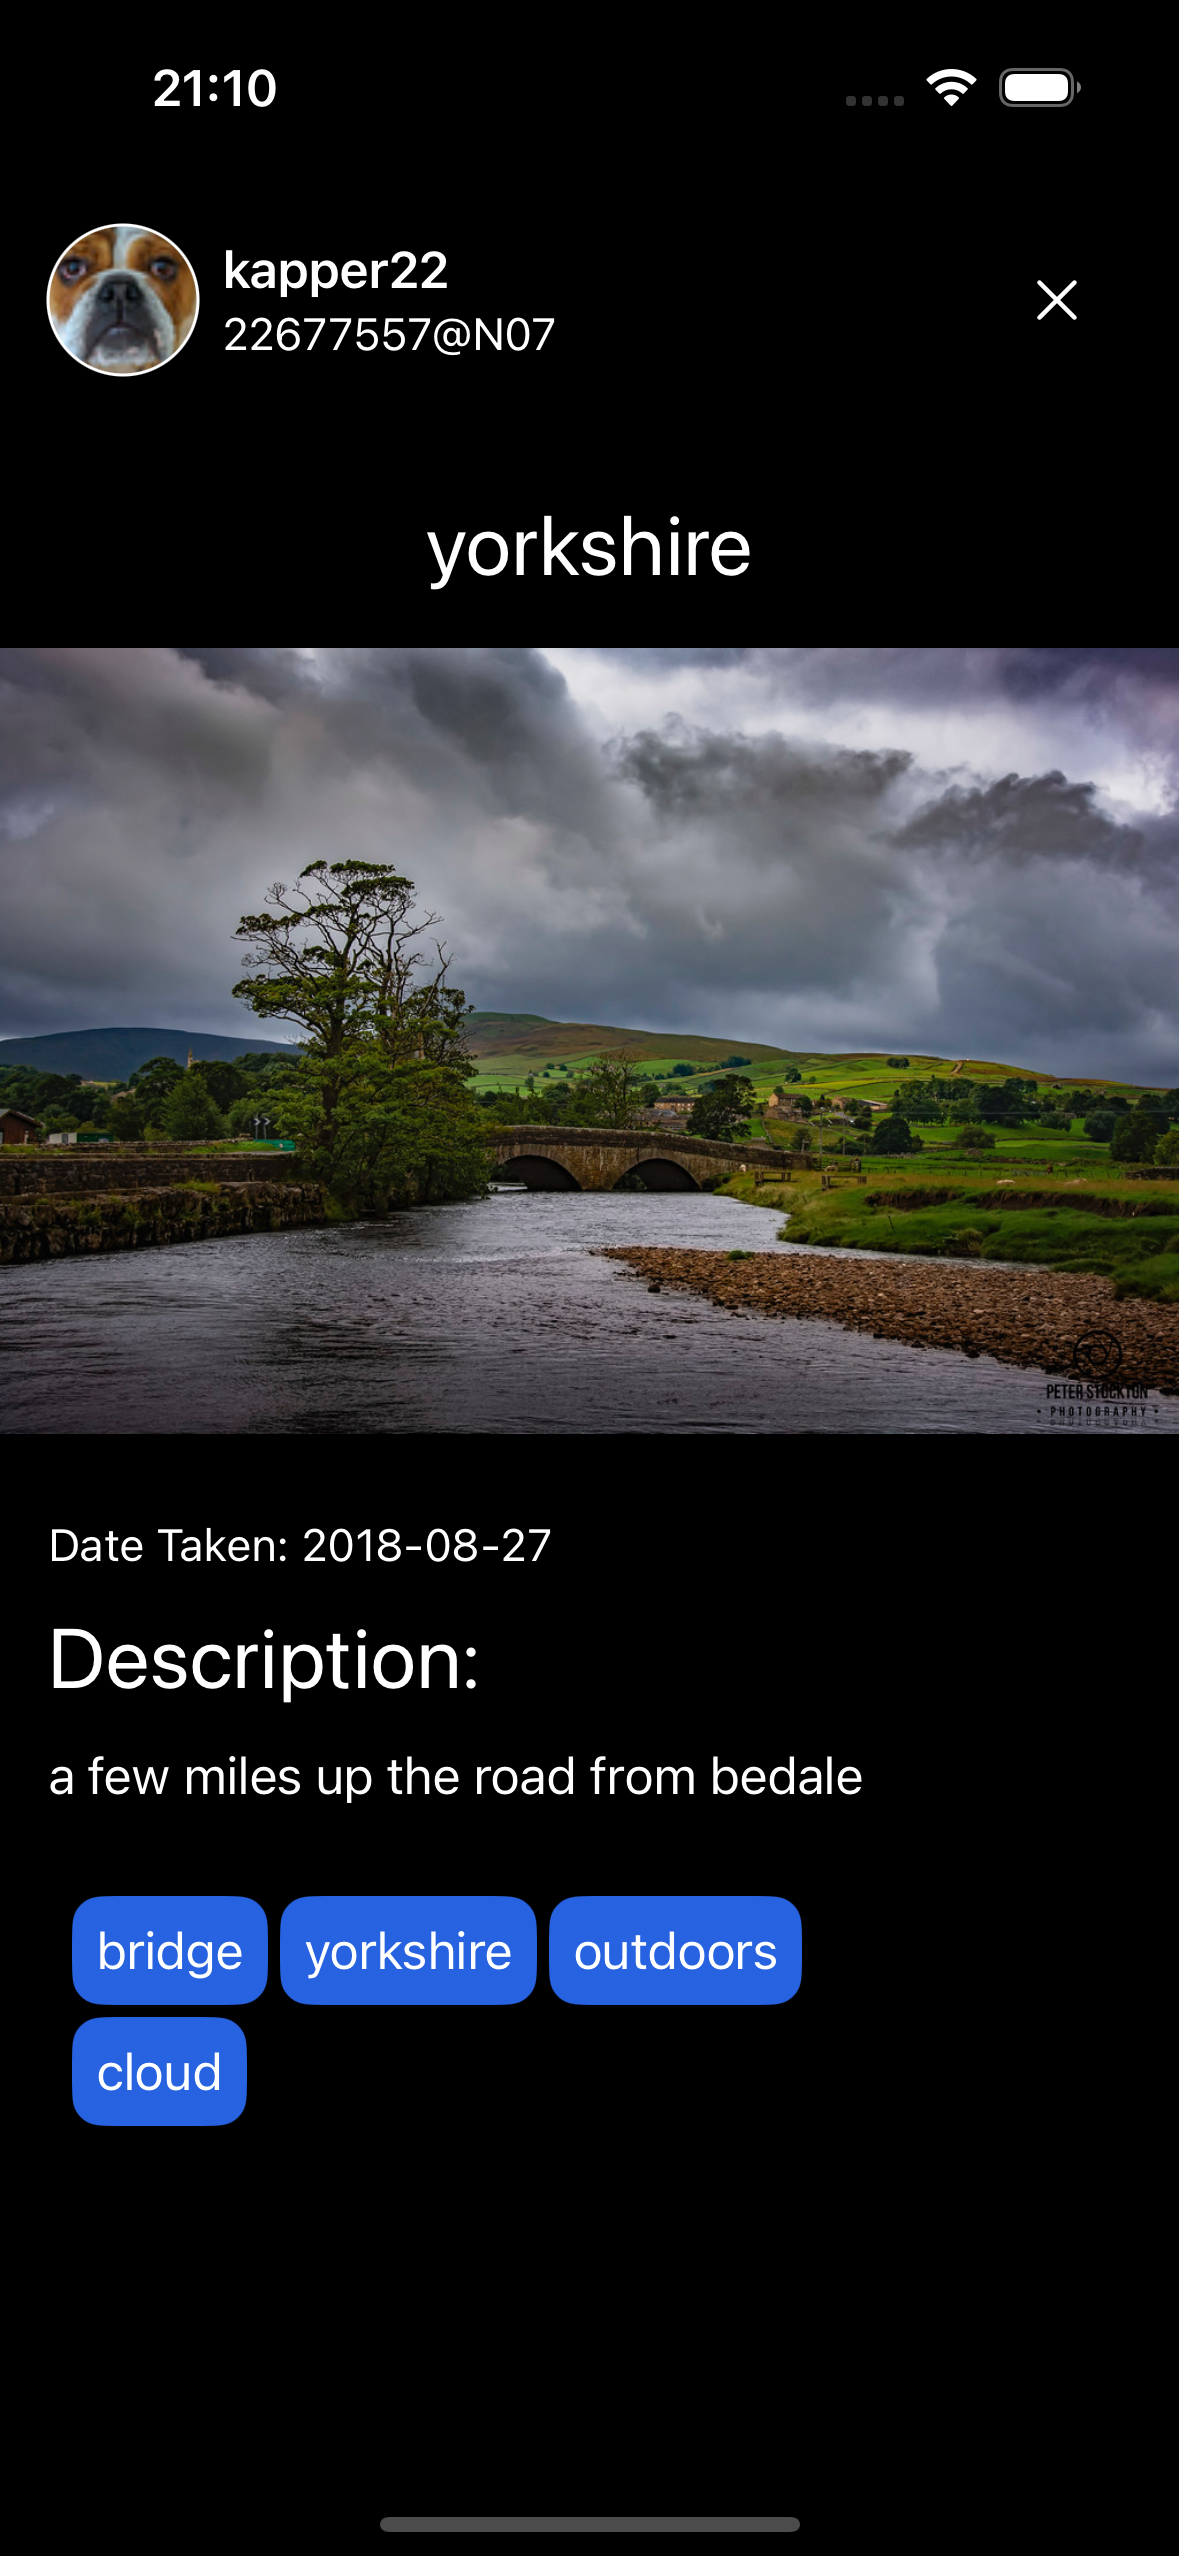 21:10
kapper22
22677557@N07
yorkshire
PETER STOCKTON
• PHOTOGRAPHY •
Date Taken: 2018-08-27
Description:
a few miles up the road from bedale
bridge yorkshire outdoors
cloud